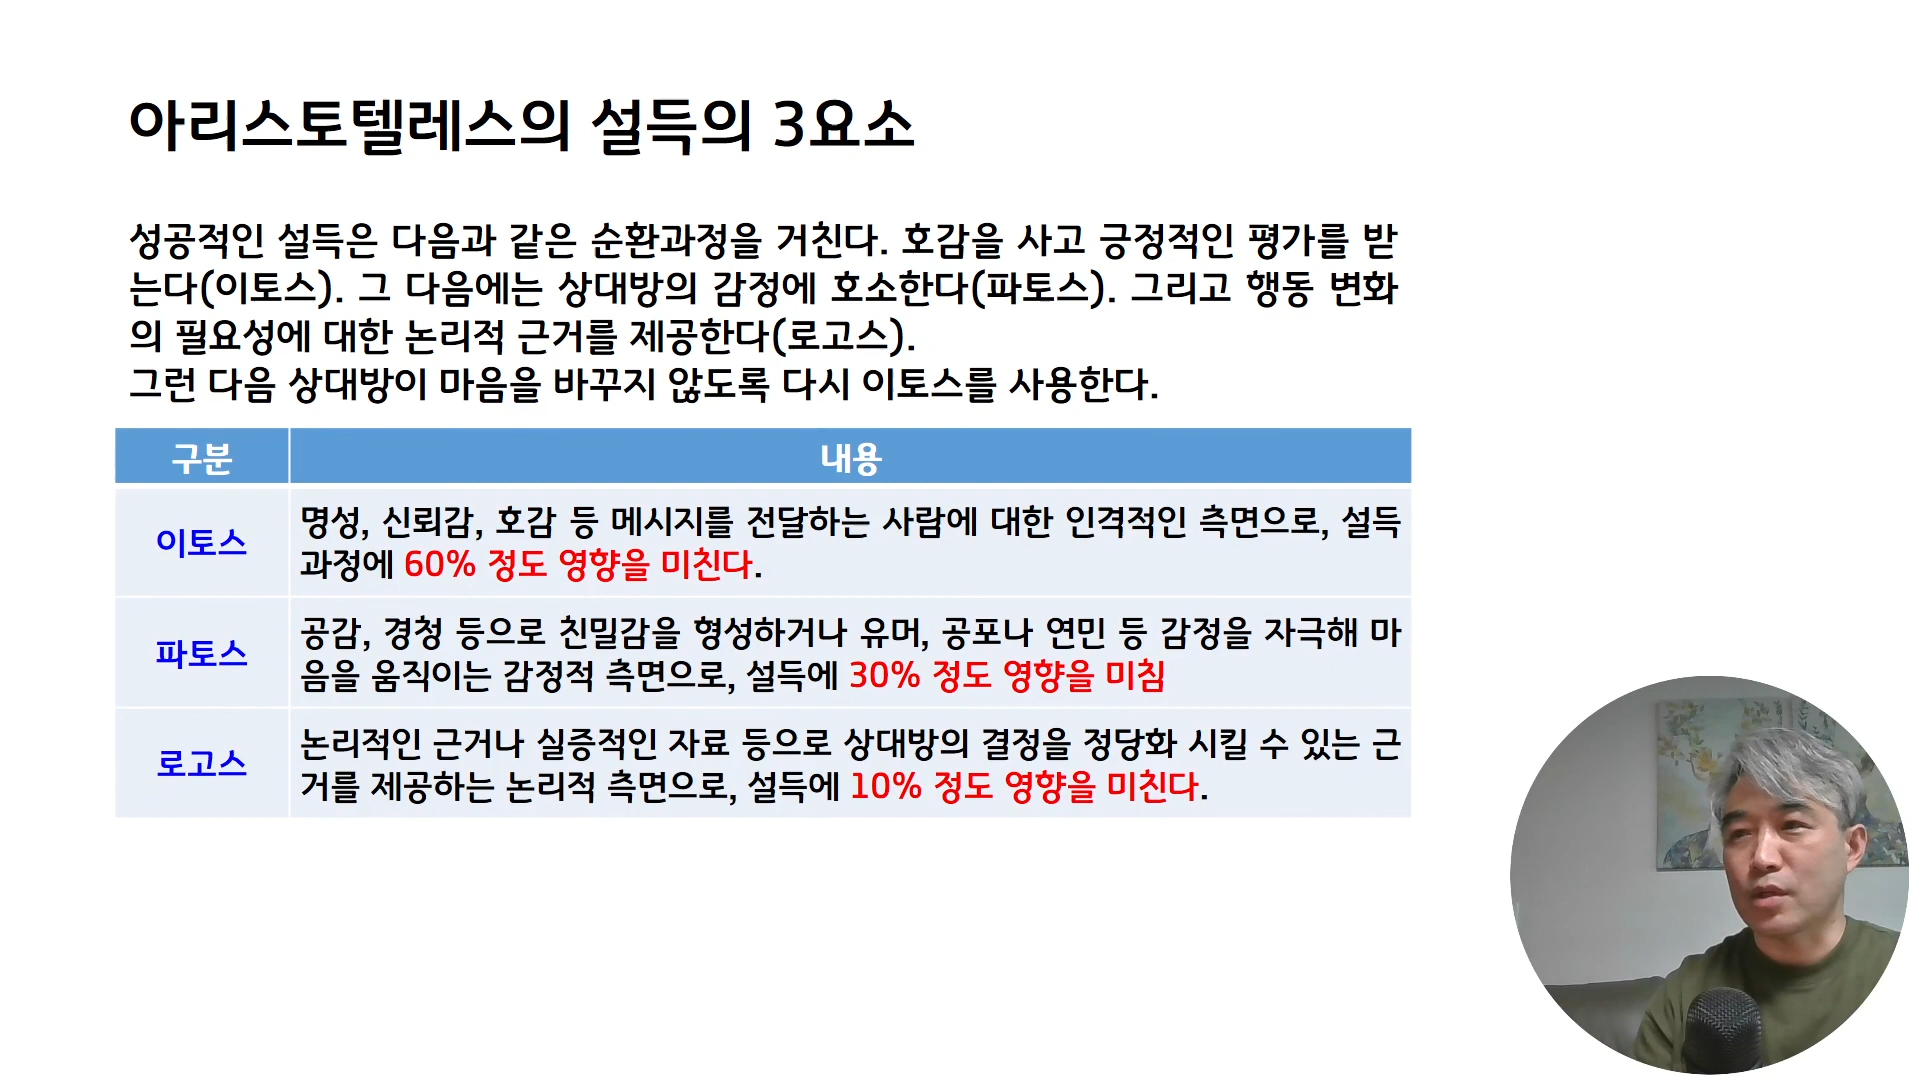 아리스토텔레스의 설득의 3요소
성공적인 설득은 다음과 같은 순환과정을 거친다. 호감을 사고 긍정적인 평가를 받
는다(이토스). 그 다음에는 상대방의 감정에 호소한다(파토스). 그리고 행동 변화
의 필요성에 대한 논리적 근거를 제공한다(로고스).
그런 다음 상대방이 마음을 바꾸지 않도록 다시 이토스를 사용한다.
구분 내용
이토스 명성, 신뢰감, 호감 등 메시지를 전달하는 사람에 대한 인격적인 측면으로, 설득
과정에 60% 정도 영향을 미친다.
파토스 공감, 경청 등으로 친밀감을 형성하거나 유머, 공포나 연민 등 감정을 자극해 마
음을 움직이는 감정적 측면으로, 설득에 30% 정도 영향을 미침
로고스 논리적인 근거나 실증적인 자료 등으로 상대방의 결정을 정당화 시킬 수 있는 근
거를 제공하는 논리적 측면으로, 설득에 10% 정도 영향을 미친다.